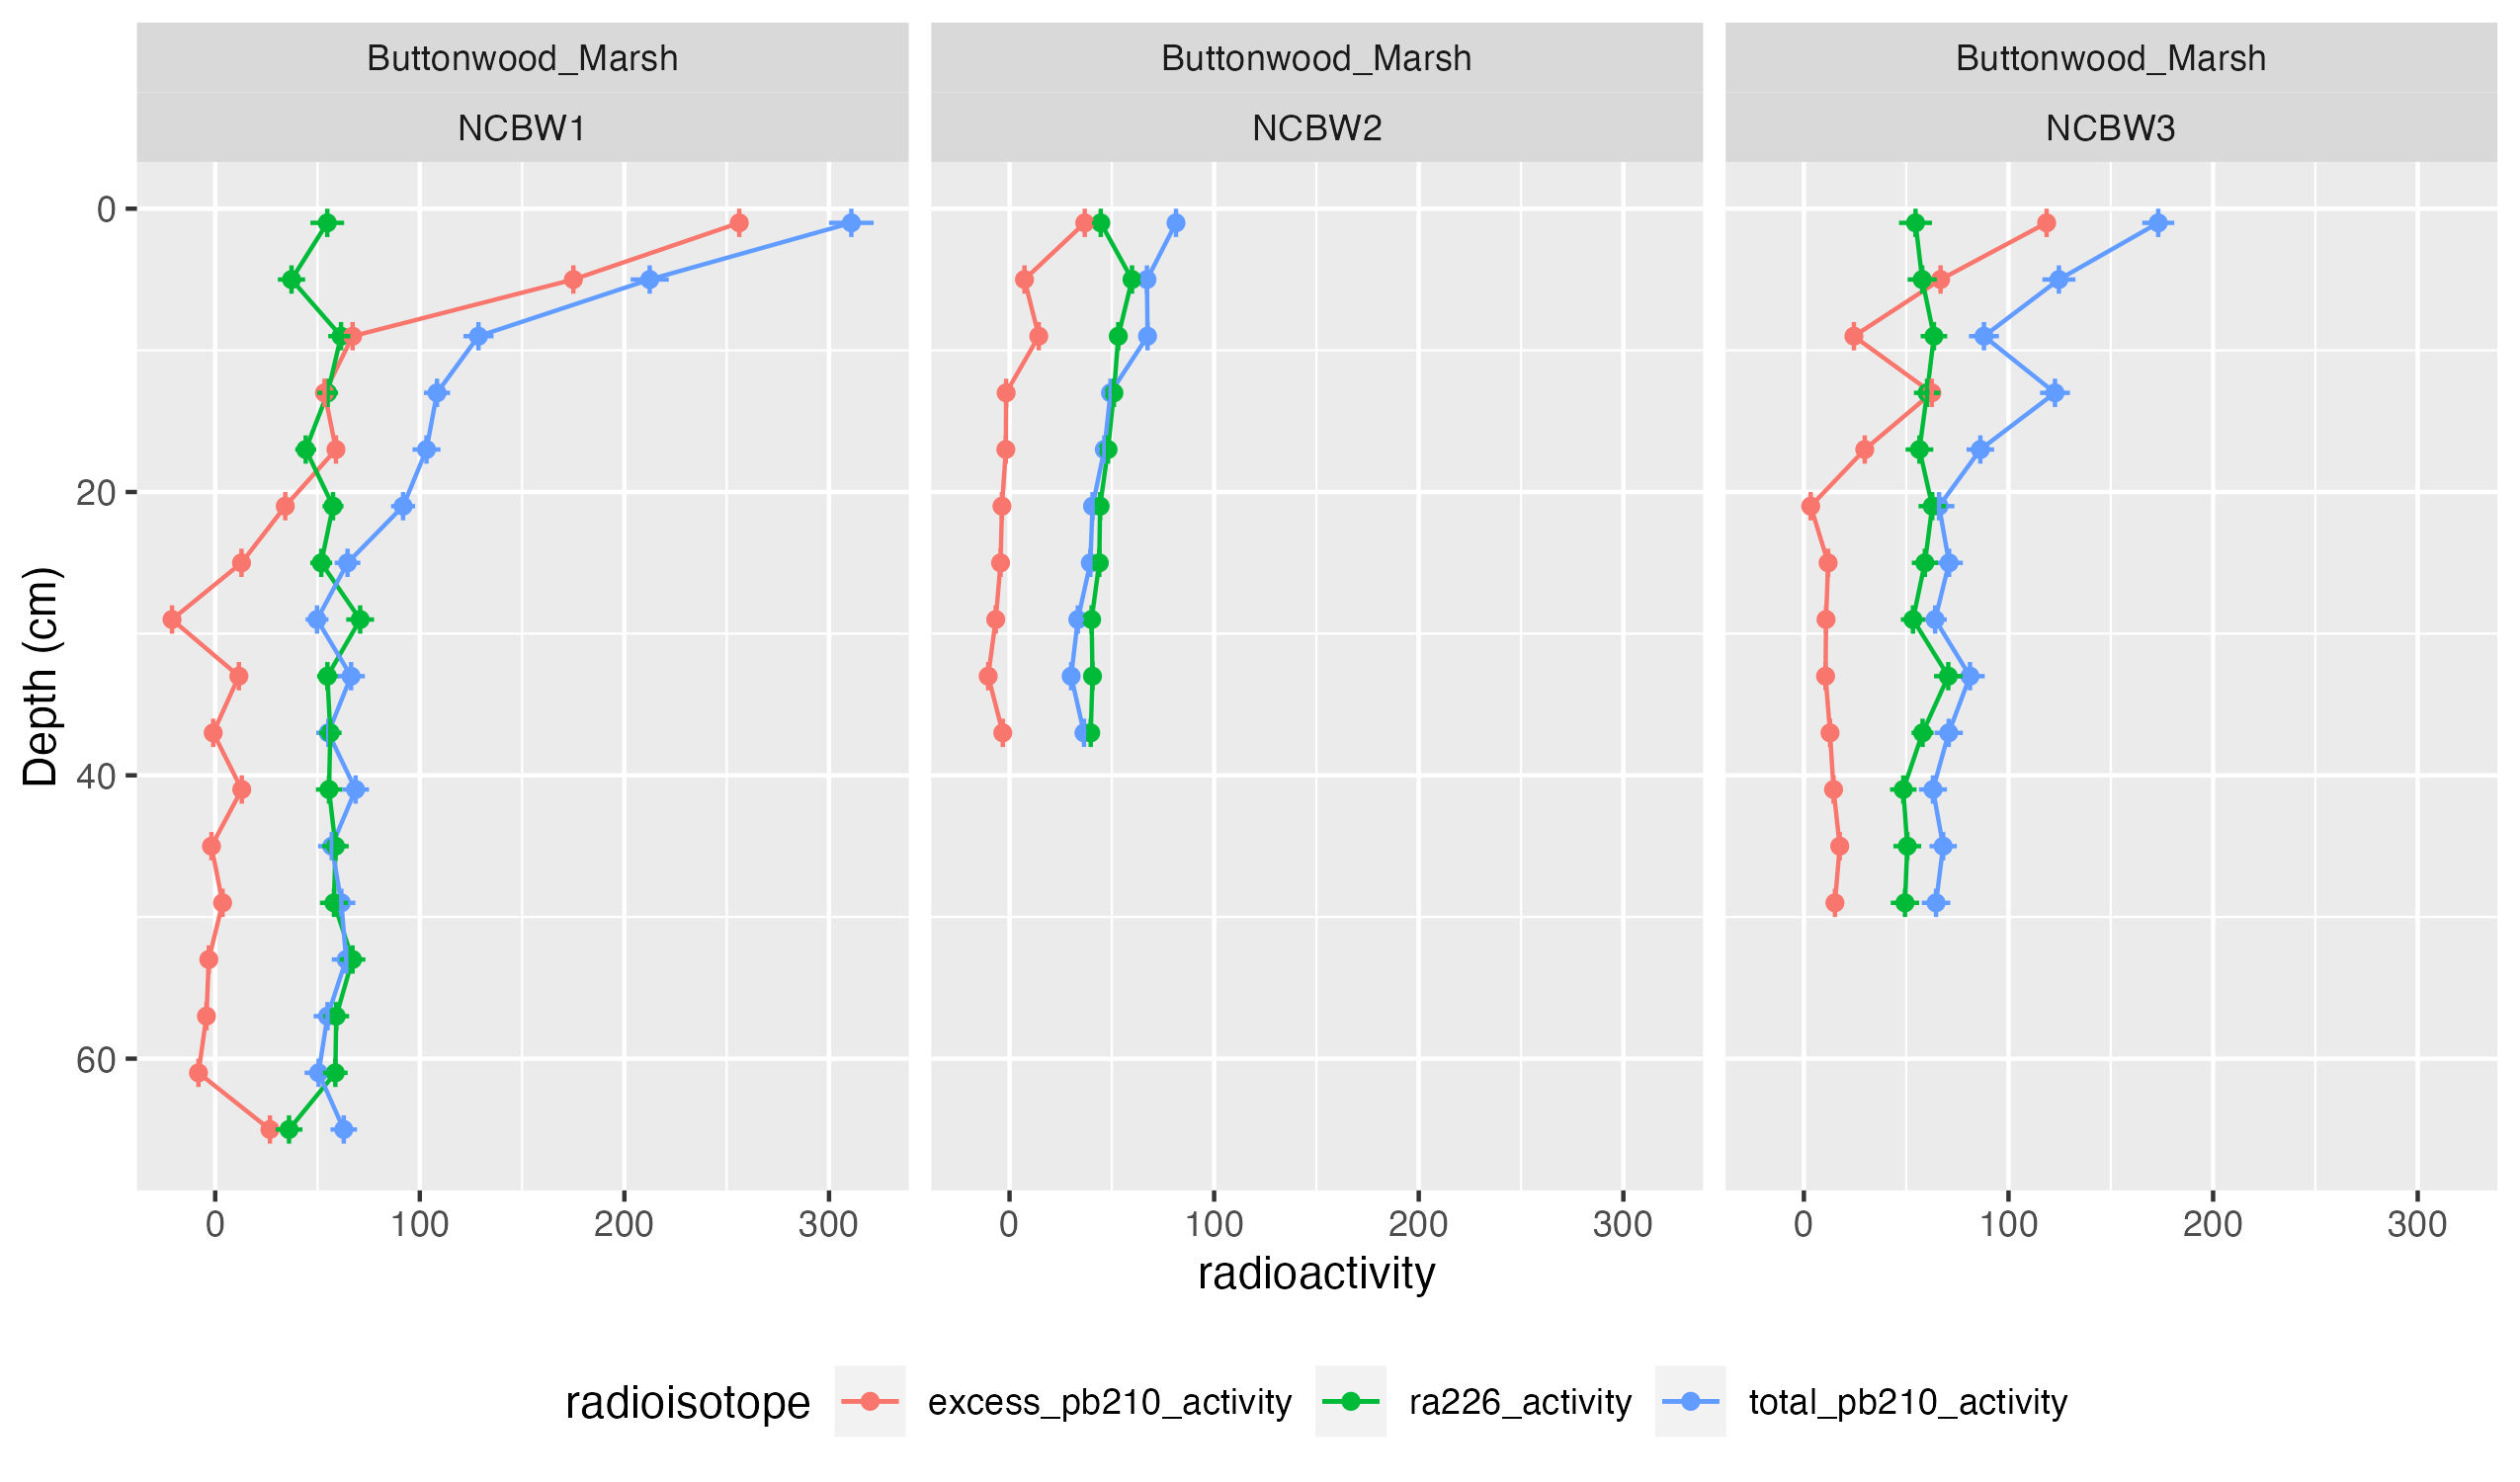 Buttonwood_Marsh Buttonwood_Marsh Buttonwood_Marsh
NCBW1 NCBW2 NCBW3
Depth (cm)
0
20
40
60
0 100 200 300 0 100 200 300 0 100 200 300
radioactivity
radioisotope excess_pb210_activity ra226_activity total_pb210_activity